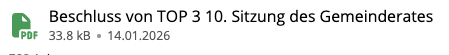 Beschluss von TOP 3 10. Sitzung des Gemeinderates
PDF
33.8 kB • 14.01.2026